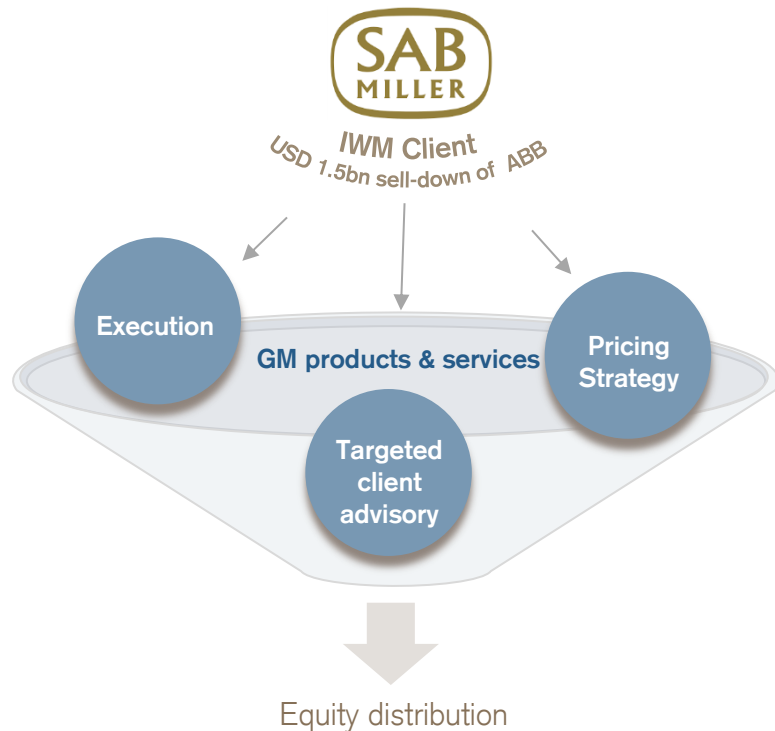 SAB
MILLER
IWM Client
USD 1.5bn sell-down of ABB
Execution
GM products & services
Pricing
Strategy
Targeted
client
advisory
Equity distribution